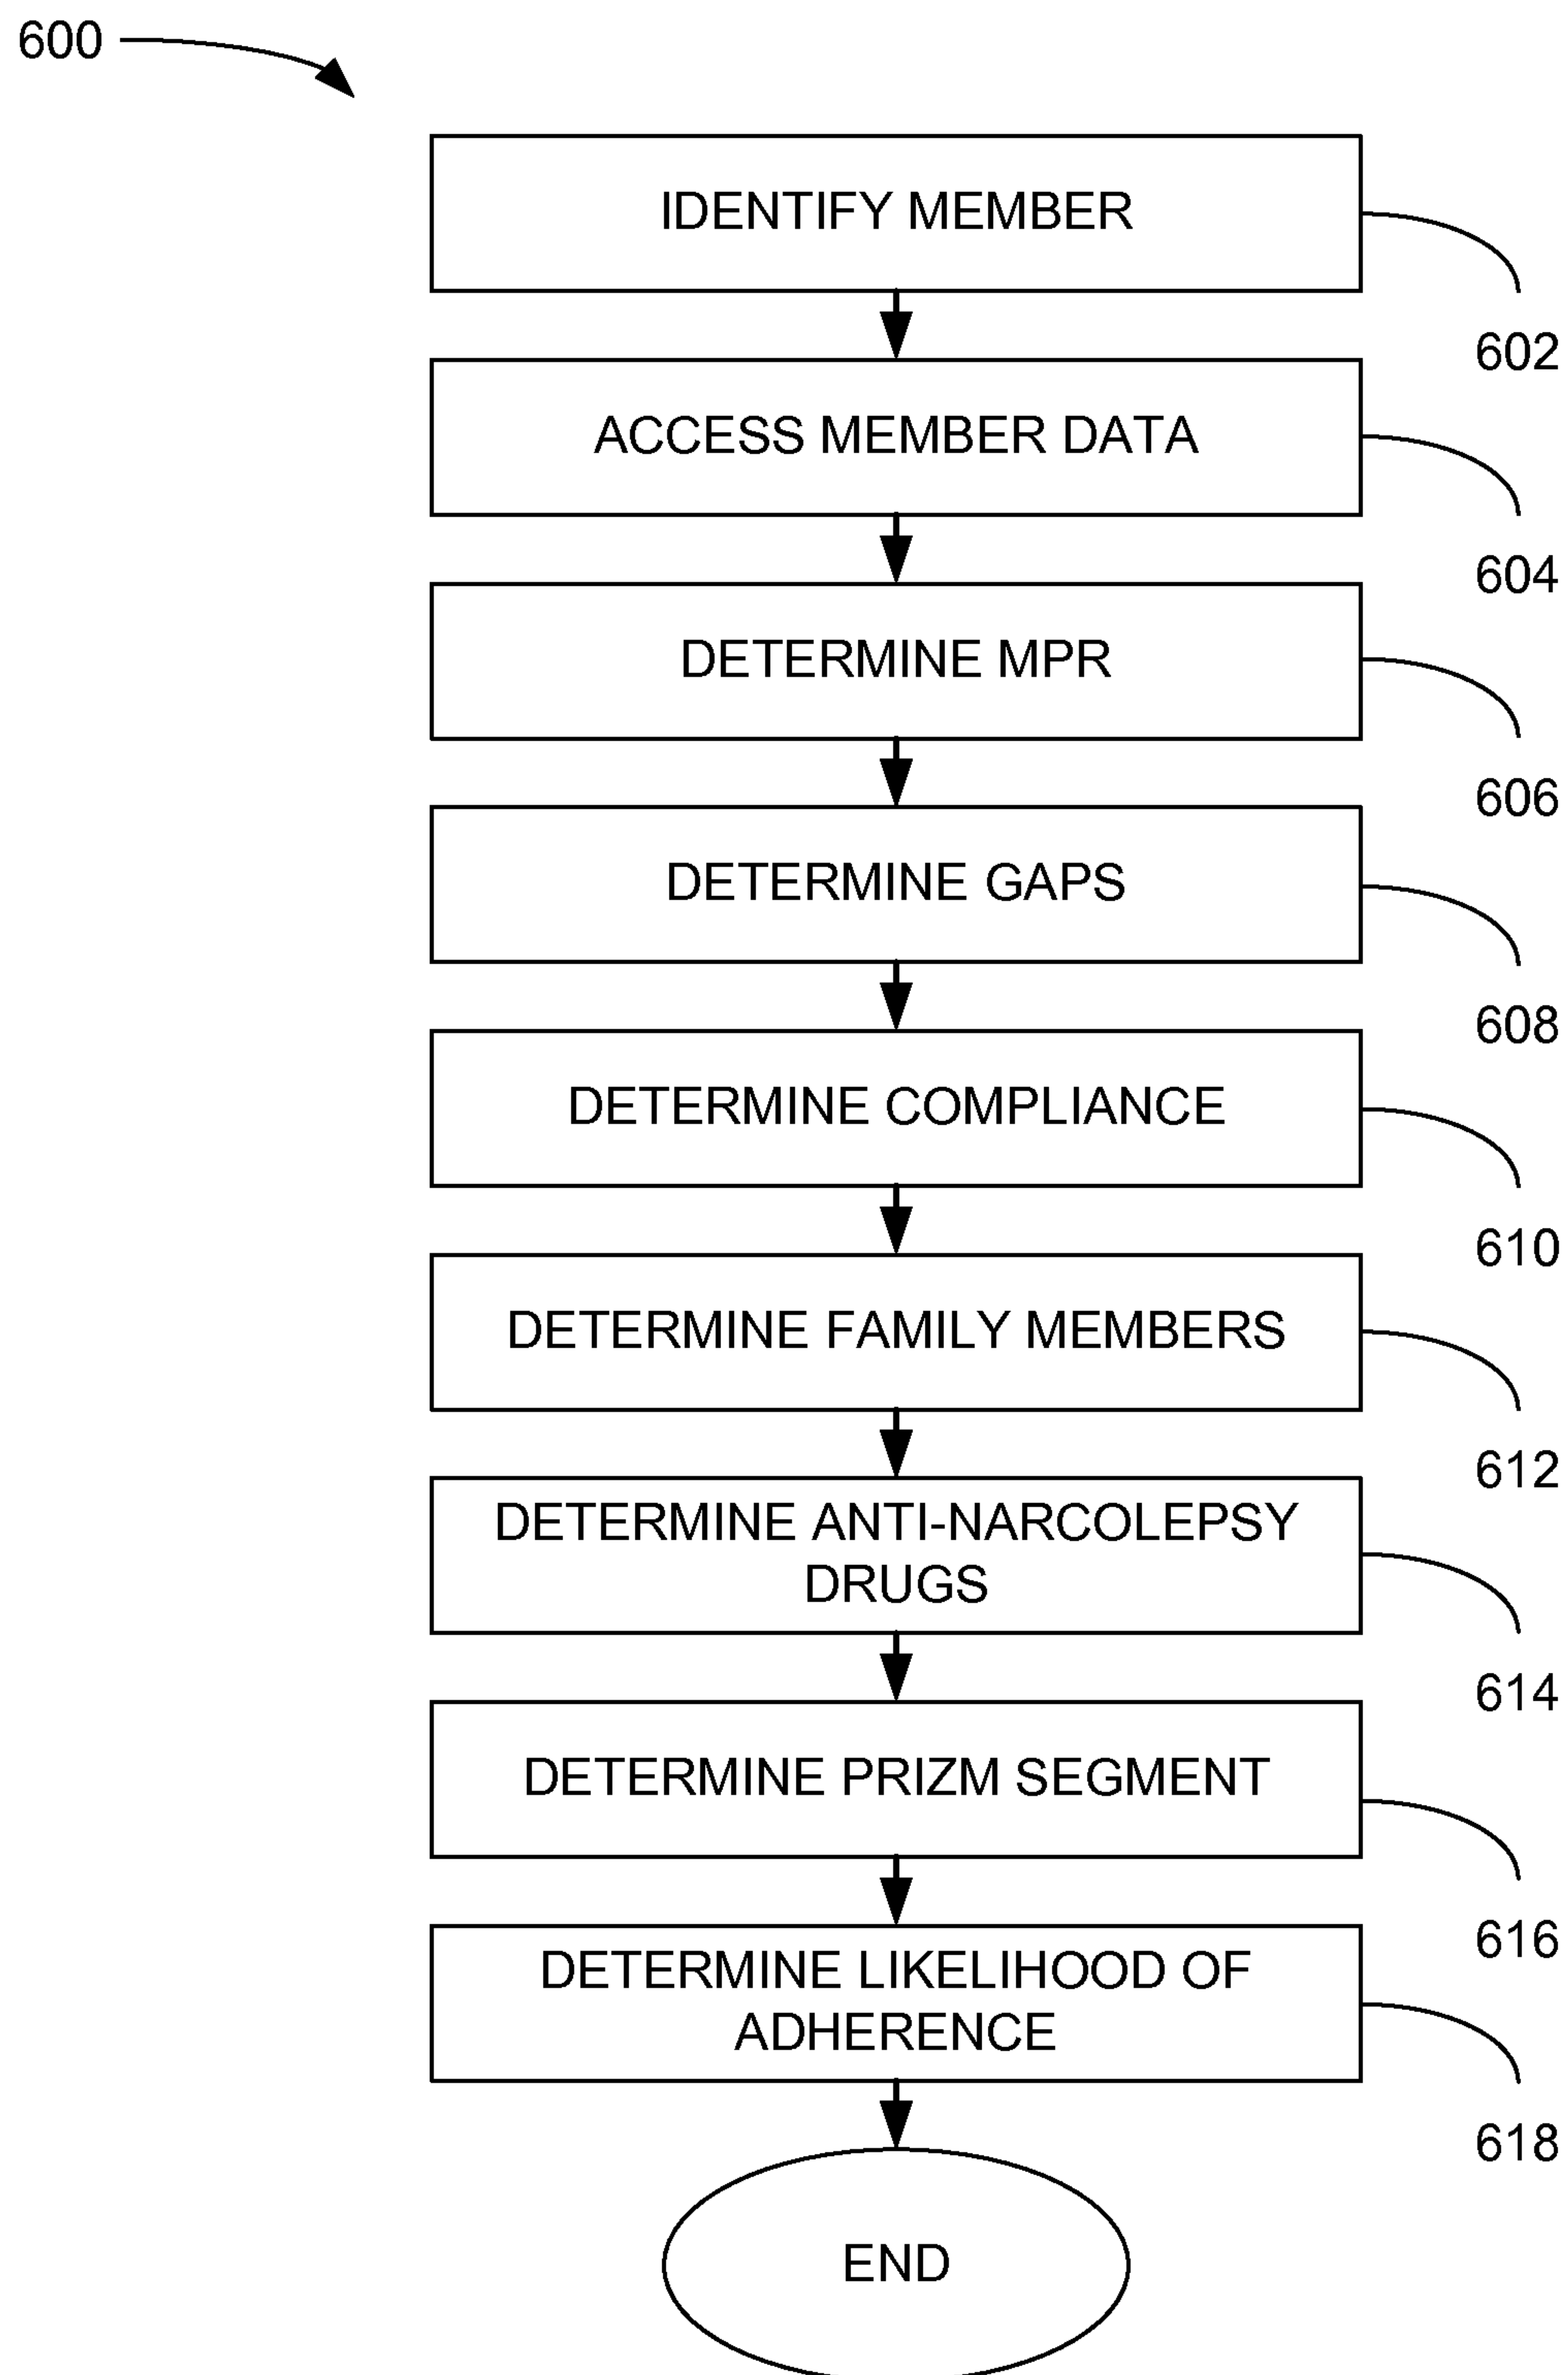 600
IDENTIFY MEMBER
602
ACCESS MEMBER DATA
604
DETERMINE MPR
606
DETERMINE GAPS
608
DETERMINE COMPLIANCE
610
DETERMINE FAMILY MEMBERS
612
DETERMINE ANTI-NARCOLEPSY
DRUGS
614
DETERMINE PRIZM SEGMENT
616
DETERMINE LIKELIHOOD OF
ADHERENCE
618
END